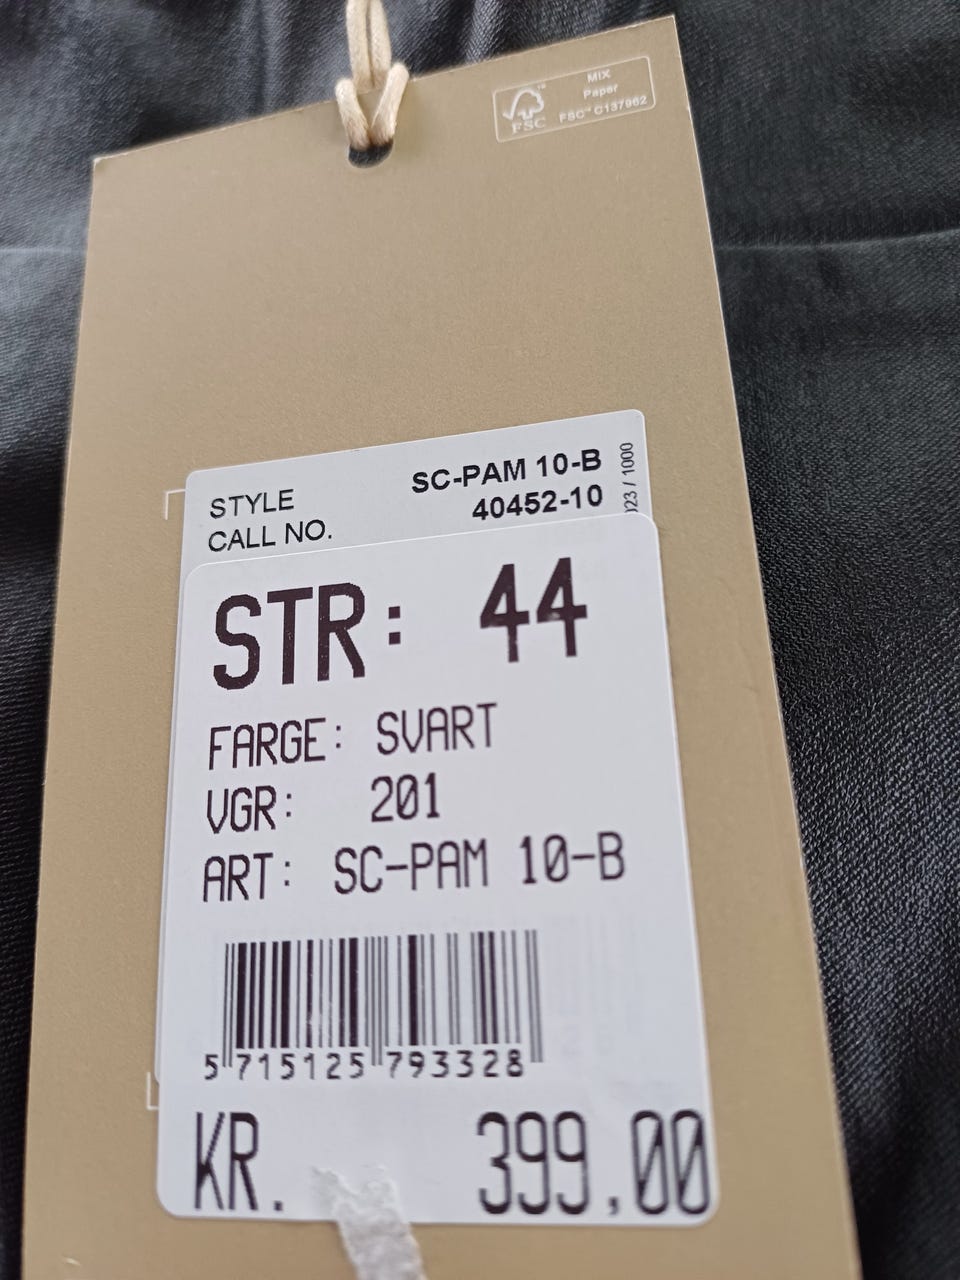 MIX
Paper
FSC™ C137962
FSC
STYLE SC-PAM 10-B
CALL NO. 40452-10
/ 1000
STR: 44
FARGE: SVART
VGR: 201
ART: SC-PAM 10-B
5 715125 793328
KR. 399,00